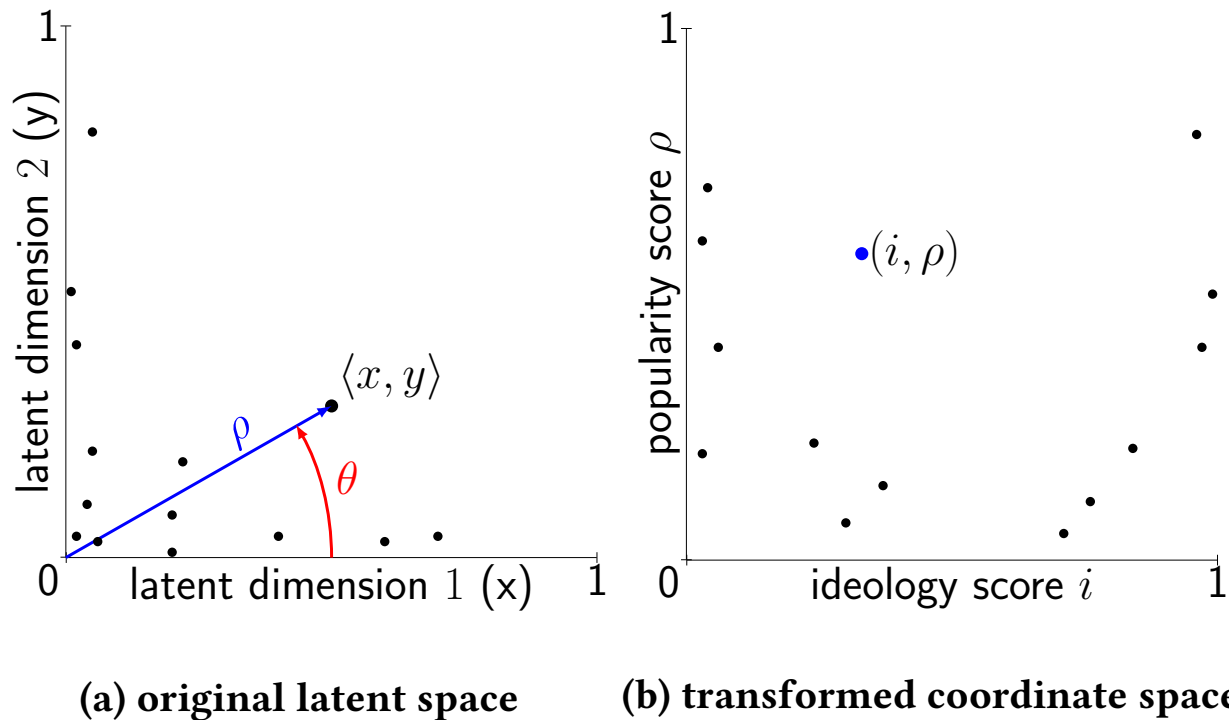 1
latent dimension 2 (y)
⟨x, y⟩
ρ
θ
0
latent dimension 1 (x)
1
(a) original latent space
1
popularity score ρ
(i, ρ)
0
ideology score i
1
(b) transformed coordinate space